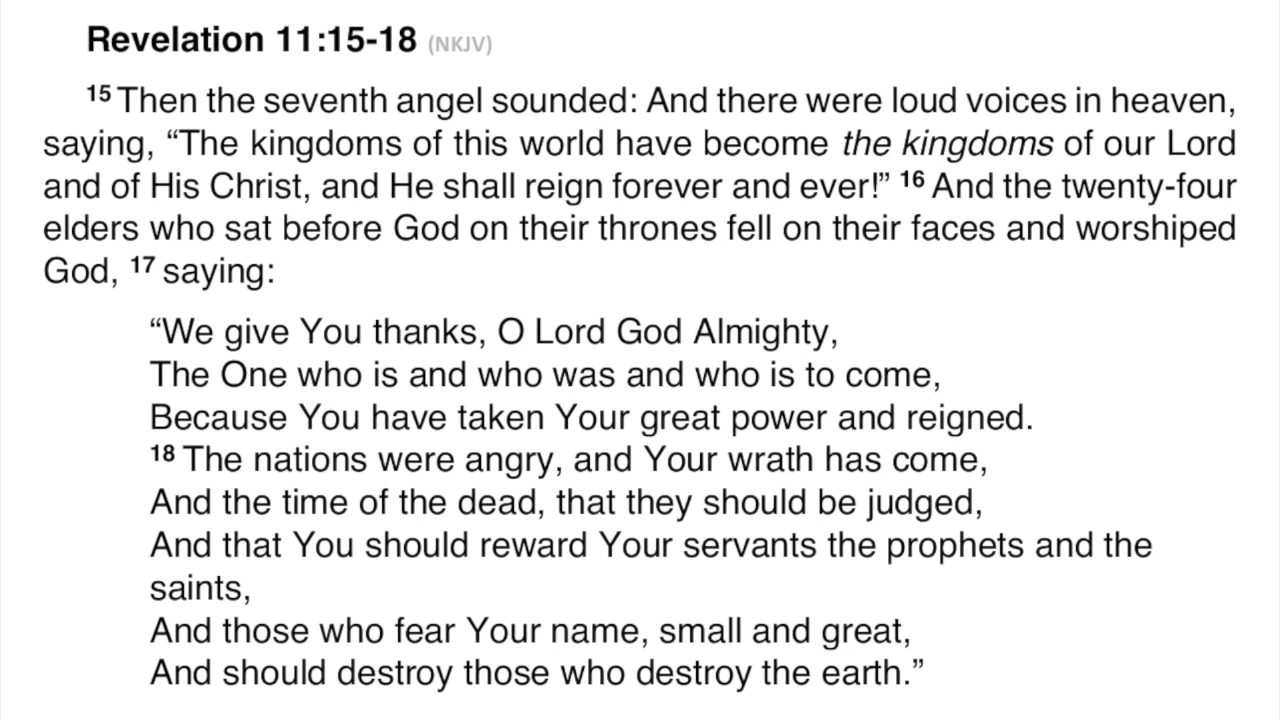 Revelation 11:15-18 (NKJV)
15 Then the seventh angel sounded: And there were loud voices in heaven,
saying, “The kingdoms of this world have become the kingdoms of our Lord
and of His Christ, and He shall reign forever and ever!” 16 And the twenty-four
elders who sat before God on their thrones fell on their faces and worshiped
God, 17 saying:
“We give You thanks, O Lord God Almighty,
The One who is and who was and who is to come,
Because You have taken Your great power and reigned.
18 The nations were angry, and Your wrath has come,
And the time of the dead, that they should be judged,
And that You should reward Your servants the prophets and the
saints,
And those who fear Your name, small and great,
And should destroy those who destroy the earth.”